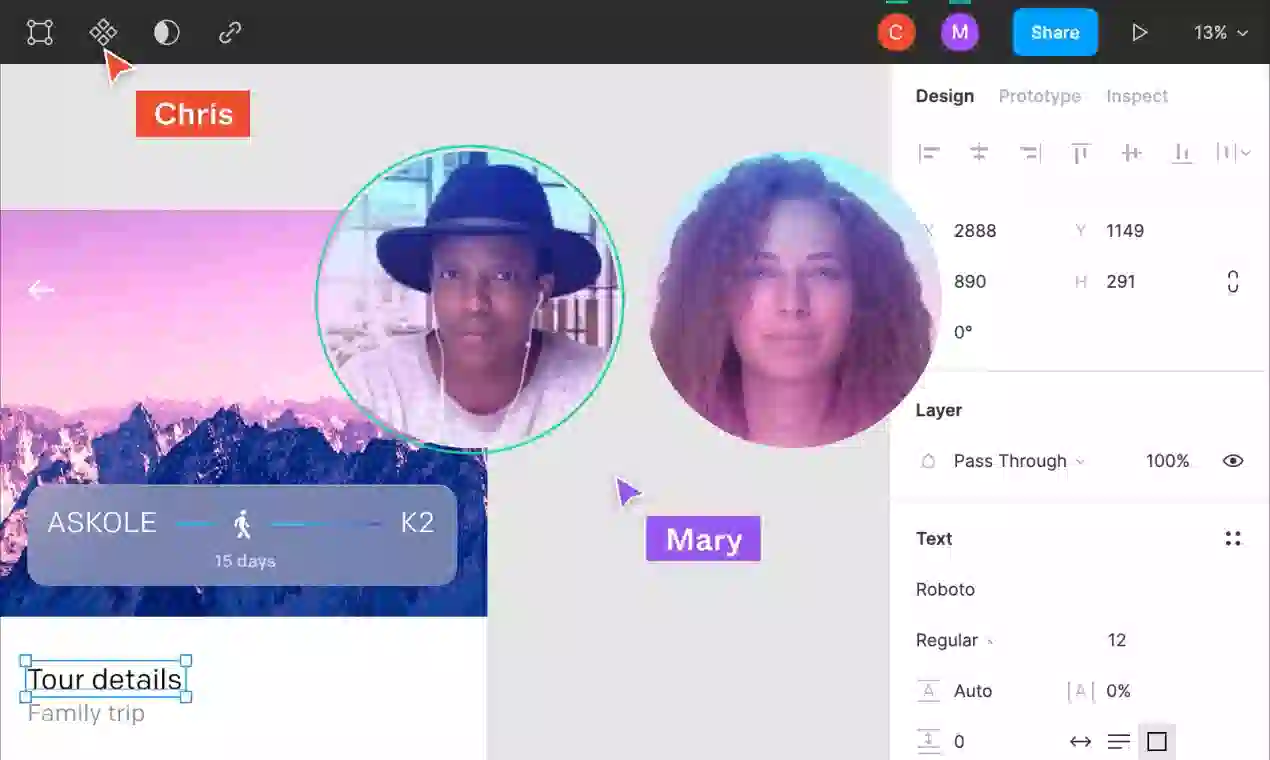 C M Share 13%
Chris
Design Prototype Inspect
X 2888 Y 1149
890 H 291
0°
Layer
Pass Through 100%
ASKOLE K2
15 days
Mary
Text
Roboto
Regular 12
A Auto |A| 0%
0
Tour details
Family trip